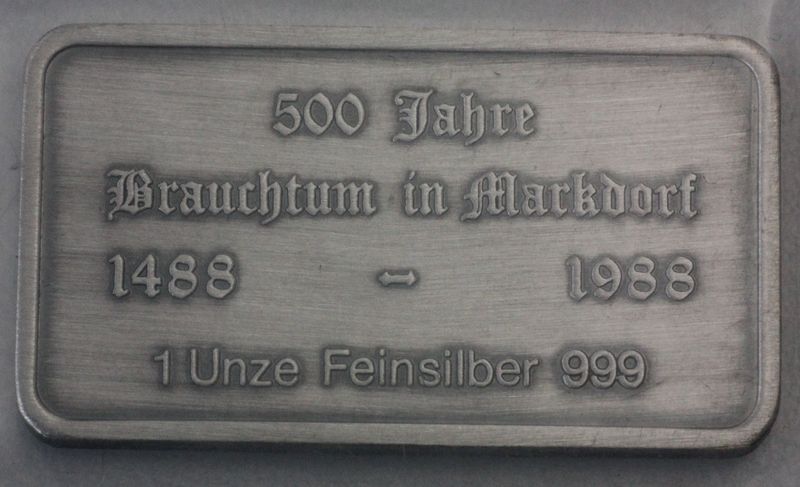 500 Jahre
Brauchtum in Markdorf
1488 - 1988
1 Unze Feinsilber 999